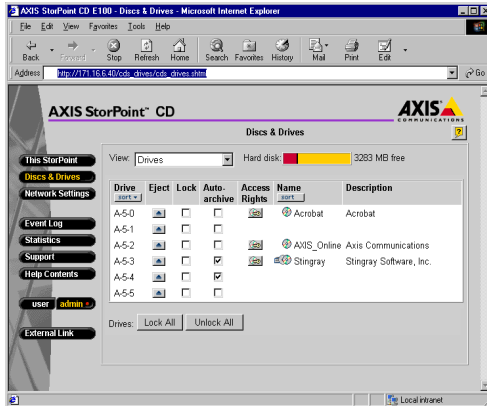 AXIS StorPoint CD E100 - Discs & Drives - Microsoft Internet Explorer
File Edit View Favorites Tools Help
Back Forward Stop Refresh Home Search Favorites History Mail Print Edit
Address http://171.16.6.40/cds_drives/cds_drives.shtm Go
AXIS StorPoint™ CD
AXIS
COMMUNICATIONS
Discs & Drives
?
This StorPoint
Discs & Drives
Network Settings
Event Log
Statistics
Support
Help Contents
user admin
External Link
View: Drives Hard disk: 3283 MB free
Drive Eject Lock Auto-archive Access Rights Name Description
sort sort
A-5-0 Acrobat Acrobat
A-5-1
A-5-2 AXIS_Online Axis Communications
A-5-3 Stingray Stingray Software, Inc.
A-5-4
A-5-5
Drives: Lock All Unlock All
Local intranet